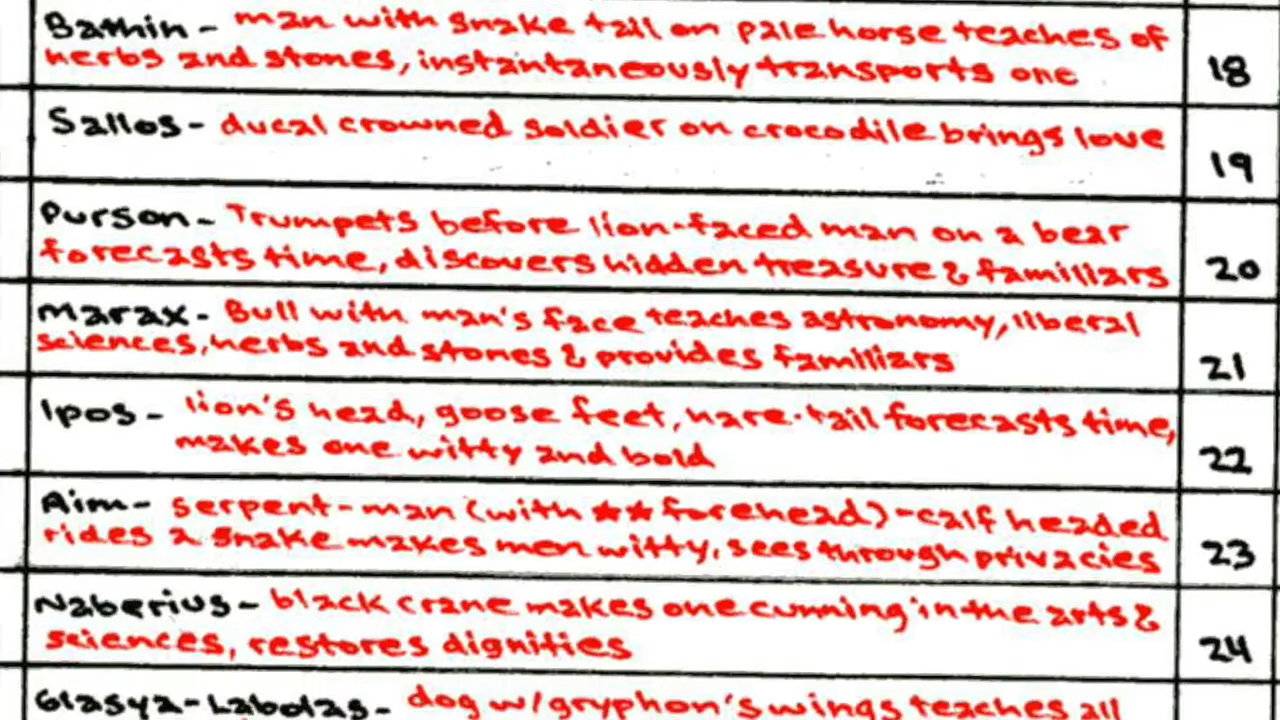 Bathin - man with snake tail on pale horse teaches of
herbs and stones, instantaneously transports one
18
Sallos - ducal crowned soldier on crocodile brings love
19
Purson - Trumpets before lion-faced man on a bear
forecasts time, discovers hidden treasure & familiars
20
Marax - Bull with man's face teaches astronomy, liberal
sciences, herbs and stones & provides familiars
21
Ipos - lion's head, goose feet, hare-tail forecasts time,
makes one witty and bold
22
Aim - serpent-man (with ★★ forehead)-calf headed
rides a snake makes men witty, sees through privacies
23
Naberius - black crane makes one cunning in the arts &
sciences, restores dignities
24
Glasya-Labolas - dog w/gryphon's wings teaches all